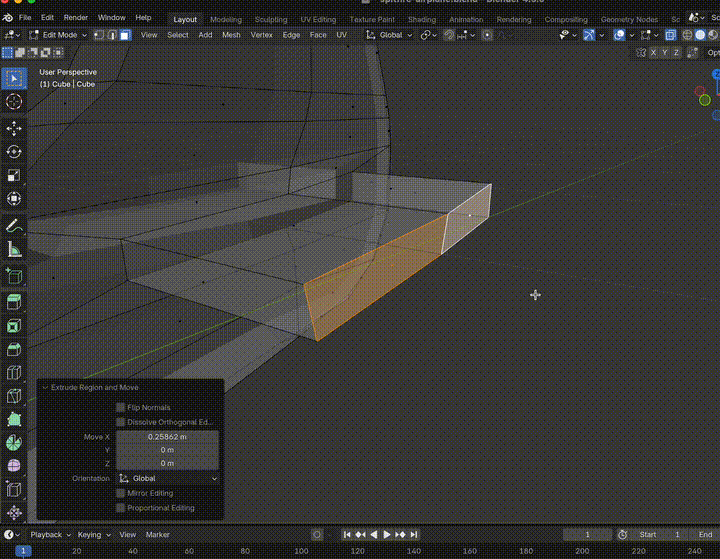 File Edit Render Window Help Layout Modeling Sculpting UV Editing Texture Paint Shading Animation Rendering Compositing Geometry Nodes Sc
Edit Mode View Select Add Mesh Vertex Edge Face UV Global
X Y Z Opt
User Perspective
(1) Cube | Cube
Extrude Region and Move
Flip Normals
Dissolve Orthogonal Ed...
Move X 0.25862 m
Y 0 m
Z 0 m
Orientation Global
Mirror Editing
Proportional Editing
Playback Keying View Marker 1 Start 1 End
1 20 40 60 80 100 120 140 160 180 200 220 240